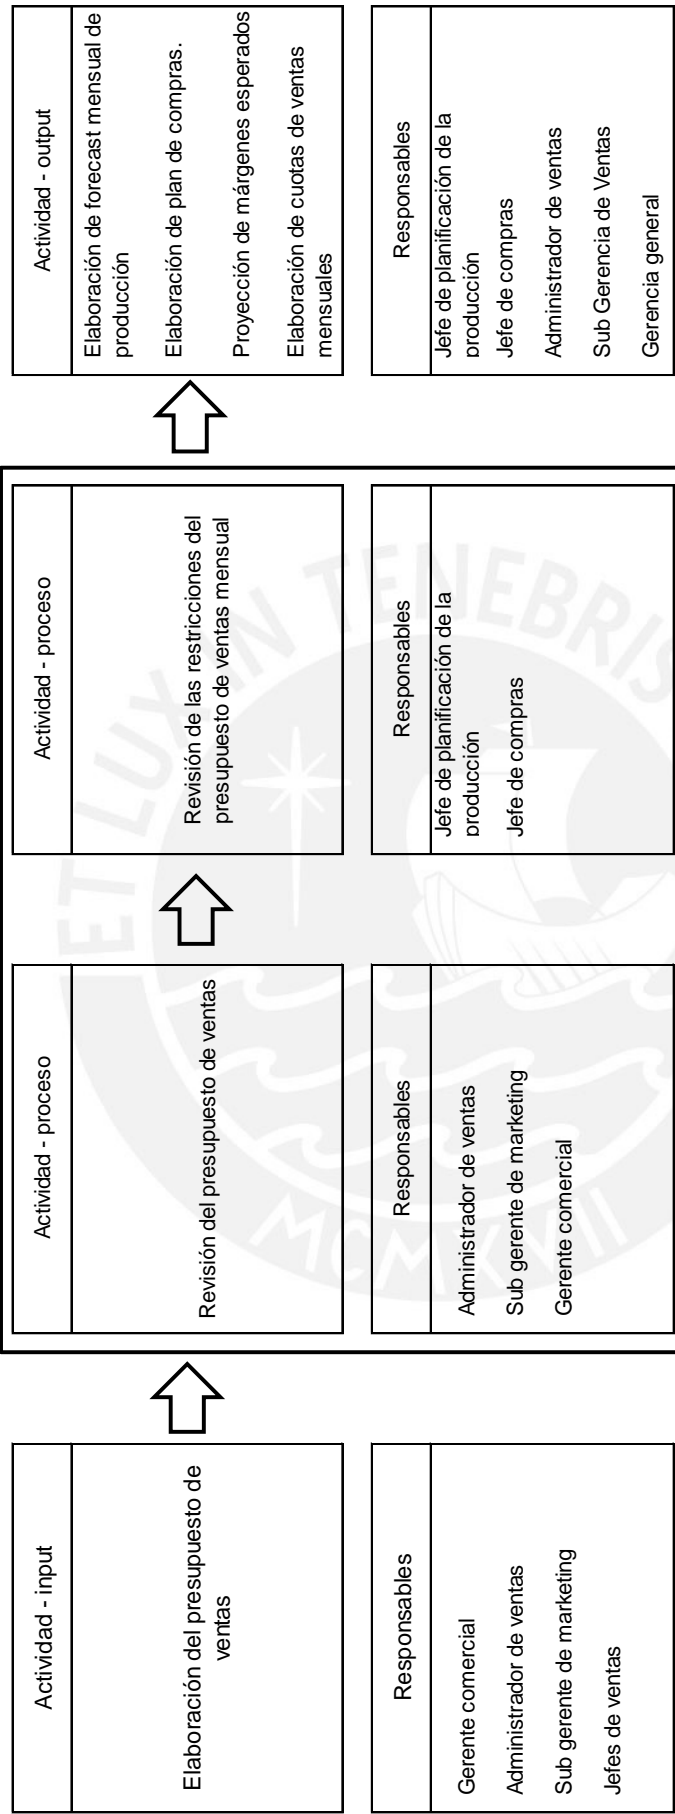 Actividad - input
Elaboración del presupuesto de
ventas
Responsables
Gerente comercial
Administrador de ventas
Sub gerente de marketing
Jefes de ventas
Actividad - proceso
Revisión del presupuesto de ventas
Responsables
Administrador de ventas
Sub gerente de marketing
Gerente comercial
Actividad - proceso
Revisión de las restricciones del
presupuesto de ventas mensual
Responsables
Jefe de planificación de la
producción
Jefe de compras
Actividad - output
Elaboración de forecast mensual de
producción
Elaboración de plan de compras.
Proyección de márgenes esperados
Elaboración de cuotas de ventas
mensuales
Responsables
Jefe de planificación de la
producción
Jefe de compras
Administrador de ventas
Sub Gerencia de Ventas
Gerencia general
ET LUX IN TENEBRIS
MCMXVII